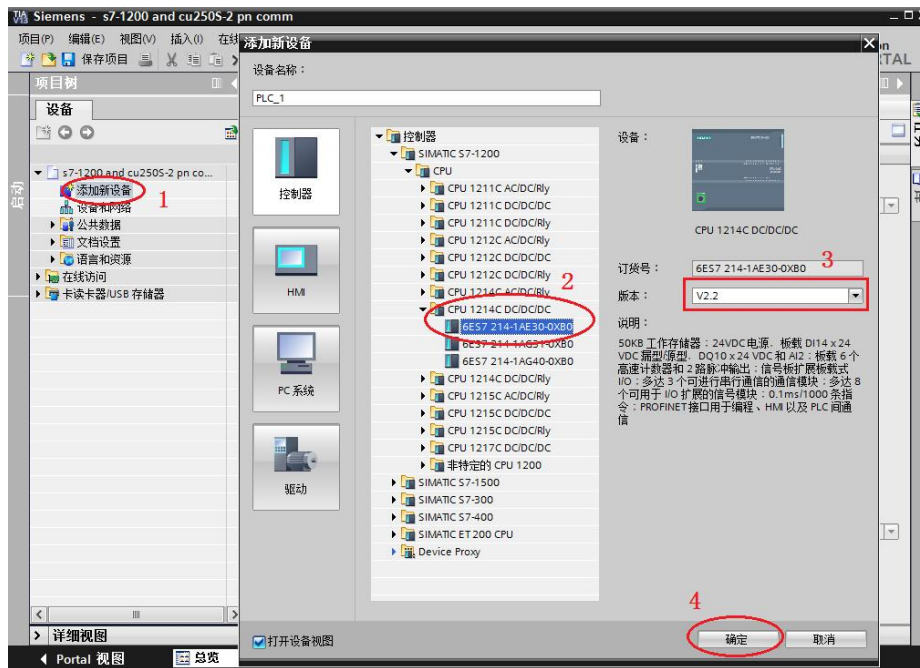 Siemens - s7-1200 and cu250S-2 pn comm
项目(P) 编辑(E) 视图(V) 插入(I) 在线
保存项目
项目树
设备
s7-1200 and cu250S-2 pn co...
添加新设备
1
设备和网络
公共数据
文档设置
语言和资源
在线访问
卡读卡器/USB 存储器
启动
详细视图
Portal 视图
总览
TAL
添加新设备
设备名称：
PLC_1
控制器
HMI
PC 系统
驱动
控制器
SIMATIC S7-1200
CPU
CPU 1211C AC/DC/Rly
CPU 1211C DC/DC/DC
CPU 1211C DC/DC/Rly
CPU 1212C AC/DC/Rly
CPU 1212C DC/DC/DC
CPU 1212C DC/DC/Rly
CPU 1214C AC/DC/Rly
2
CPU 1214C DC/DC/DC
6ES7 214-1AE30-0XB0
6ES7 214-1AG31-0XB0
6ES7 214-1AG40-0XB0
CPU 1214C DC/DC/Rly
CPU 1215C AC/DC/Rly
CPU 1215C DC/DC/DC
CPU 1215C DC/DC/Rly
CPU 1217C DC/DC/DC
非特定的 CPU 1200
SIMATIC S7-1500
SIMATIC S7-300
SIMATIC S7-400
SIMATIC ET 200 CPU
Device Proxy
设备：
CPU 1214C DC/DC/DC
订货号：
6ES7 214-1AE30-0XB0
3
版本：
V2.2
说明：
50KB 工作存储器；24VDC 电源，板载 DI14 x 24
VDC 漏型/源型，DQ10 x 24 VDC 和 AI2；板载 6 个
高速计数器和 2 路脉冲输出；信号板扩展板载式
I/O；多达 3 个可进行串行通信的通信模块；多达 8
个可用于 I/O 扩展的信号模块；0.1ms/1000 条指
令；PROFINET 接口用于编程、HMI 以及 PLC 间通
信
4
打开设备视图
确定
取消